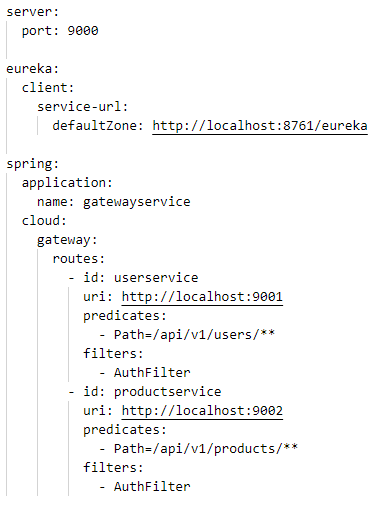 server:
  port: 9000

eureka:
  client:
    service-url:
      defaultZone: http://localhost:8761/eureka

spring:
  application:
    name: gatewayservice
  cloud:
    gateway:
      routes:
        - id: userservice
          uri: http://localhost:9001
          predicates:
            - Path=/api/v1/users/**
          filters:
            - AuthFilter
        - id: productservice
          uri: http://localhost:9002
          predicates:
            - Path=/api/v1/products/**
          filters:
            - AuthFilter